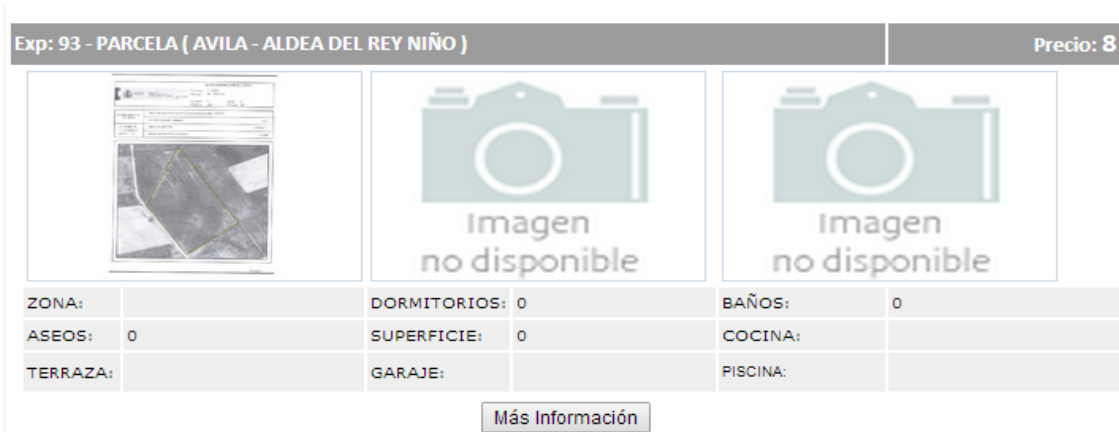 Exp: 93 - PARCELA ( AVILA - ALDEA DEL REY NIÑO ) Precio: 8
Imagen
no disponible
Imagen
no disponible
ZONA: DORMITORIOS: 0 BAÑOS: 0
ASEOS: 0 SUPERFICIE: 0 COCINA:
TERRAZA: GARAJE: PISCINA:
Más Información